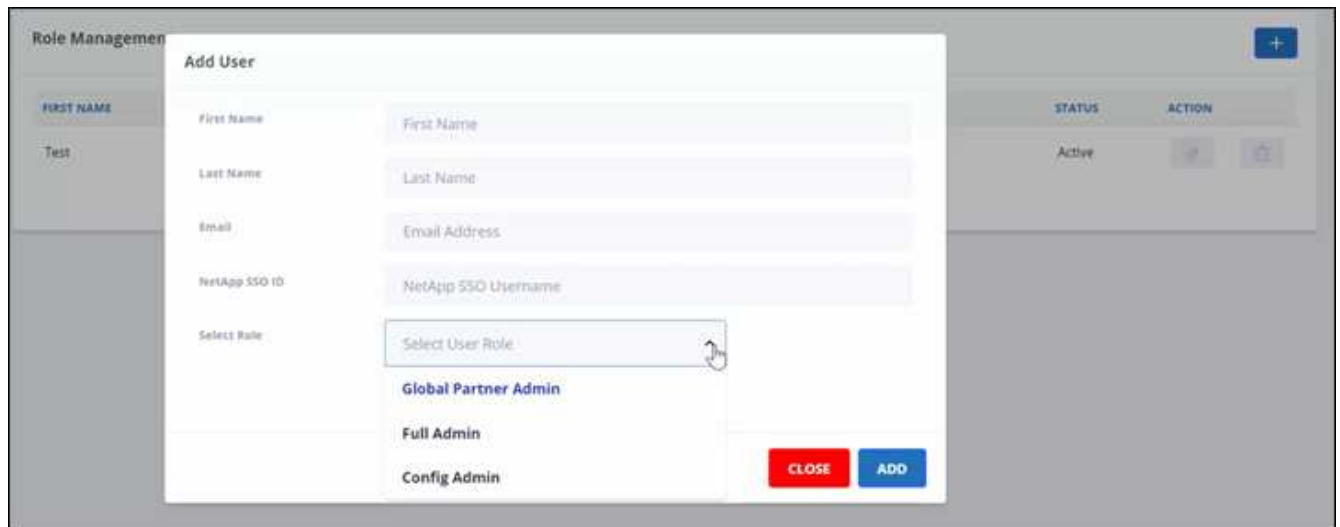 Role Managemen
+
Add User
FIRST NAME
STATUS
ACTION
First Name
First Name
Test
Active
Last Name
Last Name
Email
Email Address
NetApp SSO ID
NetApp SSO Username
Select Role
Select User Role
Global Partner Admin
Full Admin
Config Admin
CLOSE
ADD